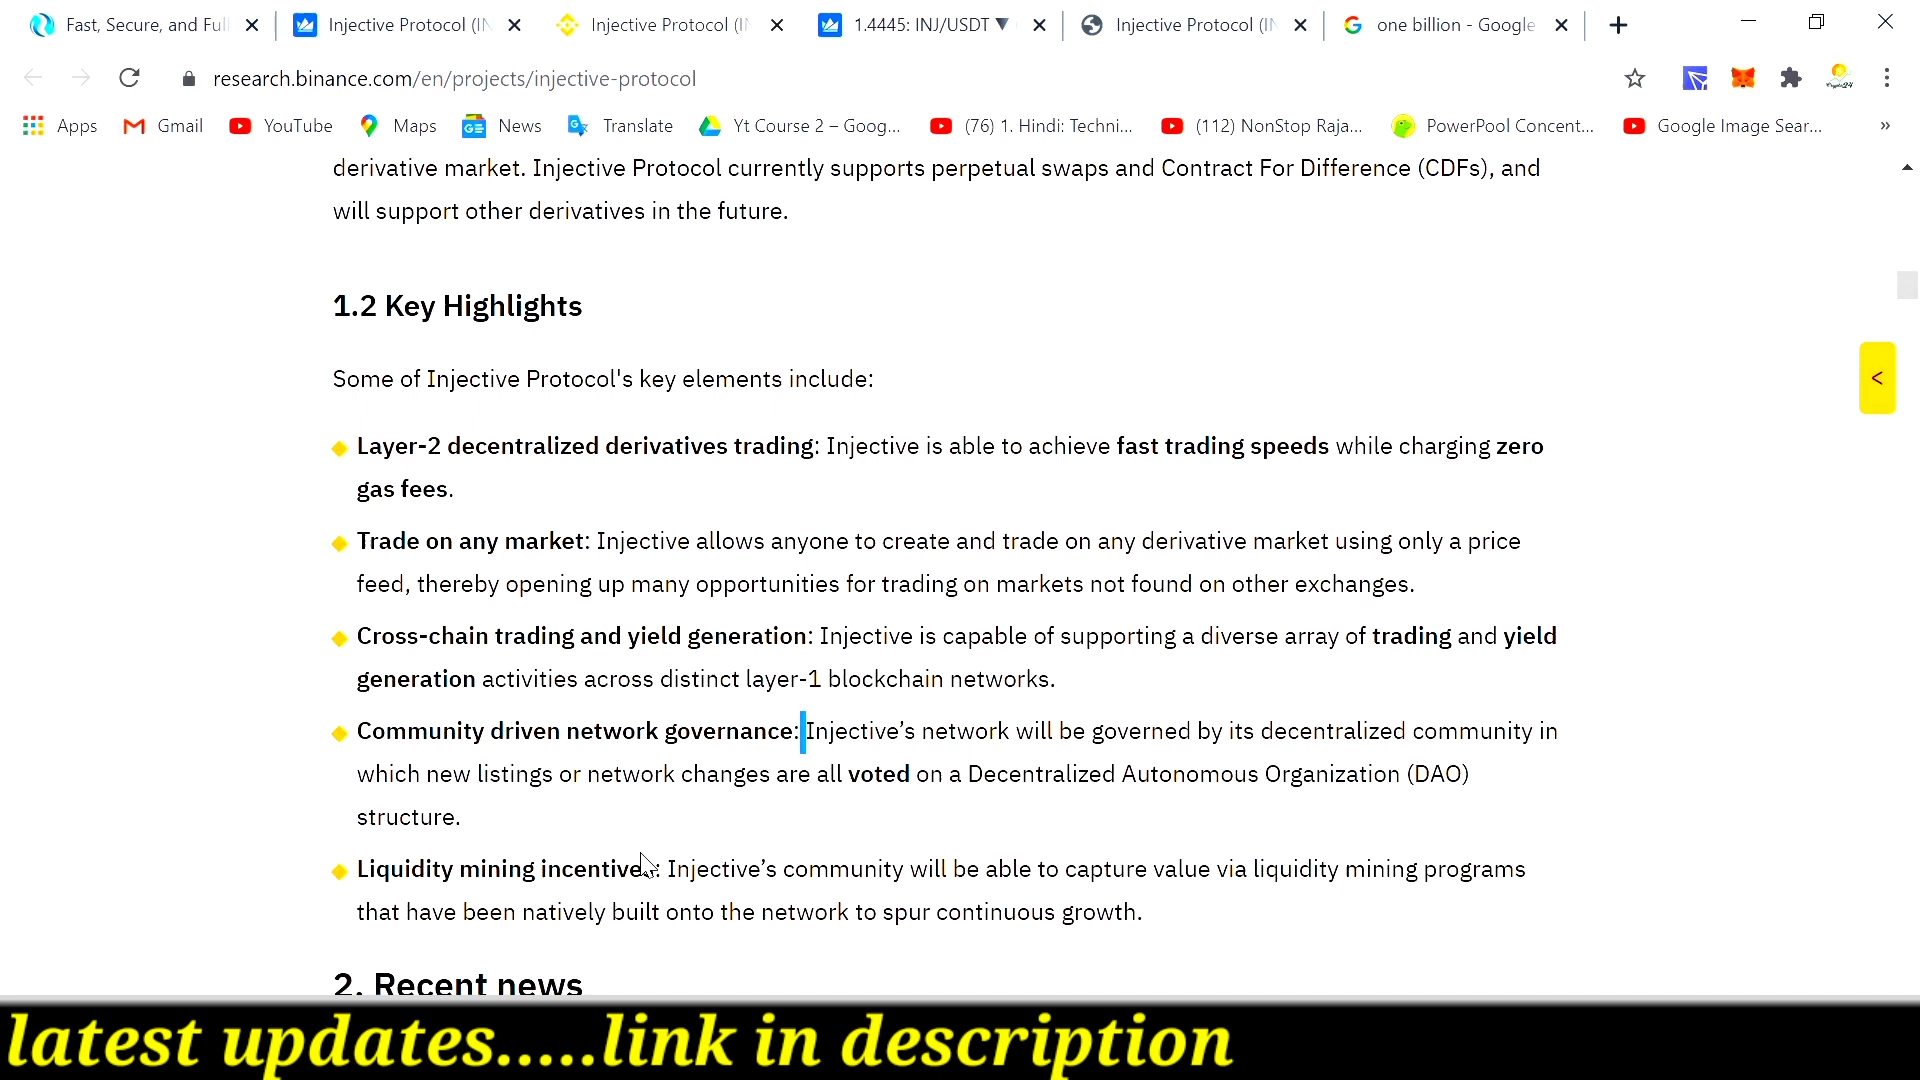 Fast, Secure, and Ful
Injective Protocol (IN
Injective Protocol (II
1.4445: INJ/USDT ▼
Injective Protocol (IN
one billion - Google
research.binance.com/en/projects/injective-protocol
Apps
Gmail
YouTube
Maps
News
Translate
Yt Course 2 – Goog...
(76) 1. Hindi: Techni...
(112) NonStop Raja...
PowerPool Concent...
Google Image Sear...
»
derivative market. Injective Protocol currently supports perpetual swaps and Contract For Difference (CDFs), and
will support other derivatives in the future.
1.2 Key Highlights
Some of Injective Protocol's key elements include:
Layer-2 decentralized derivatives trading: Injective is able to achieve fast trading speeds while charging zero
gas fees.
Trade on any market: Injective allows anyone to create and trade on any derivative market using only a price
feed, thereby opening up many opportunities for trading on markets not found on other exchanges.
Cross-chain trading and yield generation: Injective is capable of supporting a diverse array of trading and yield
generation activities across distinct layer-1 blockchain networks.
Community driven network governance: Injective’s network will be governed by its decentralized community in
which new listings or network changes are all voted on a Decentralized Autonomous Organization (DAO)
structure.
<
Liquidity mining incentives: Injective’s community will be able to capture value via liquidity mining programs
that have been natively built onto the network to spur continuous growth.
2. Recent news
latest updates.....link in description